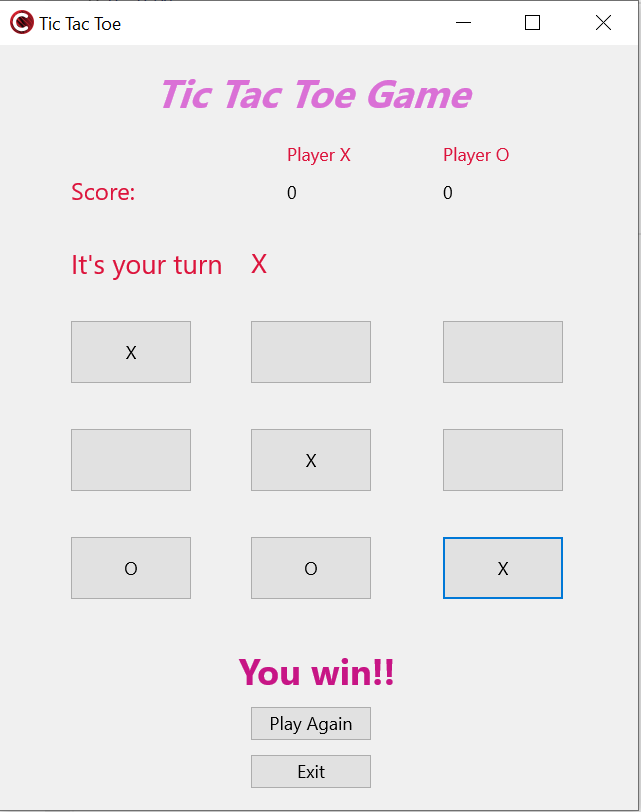 Tic Tac Toe
Tic Tac Toe Game
Player X Player O
Score: 0 0
It's your turn X
X
X
O O X
You win!!
Play Again
Exit